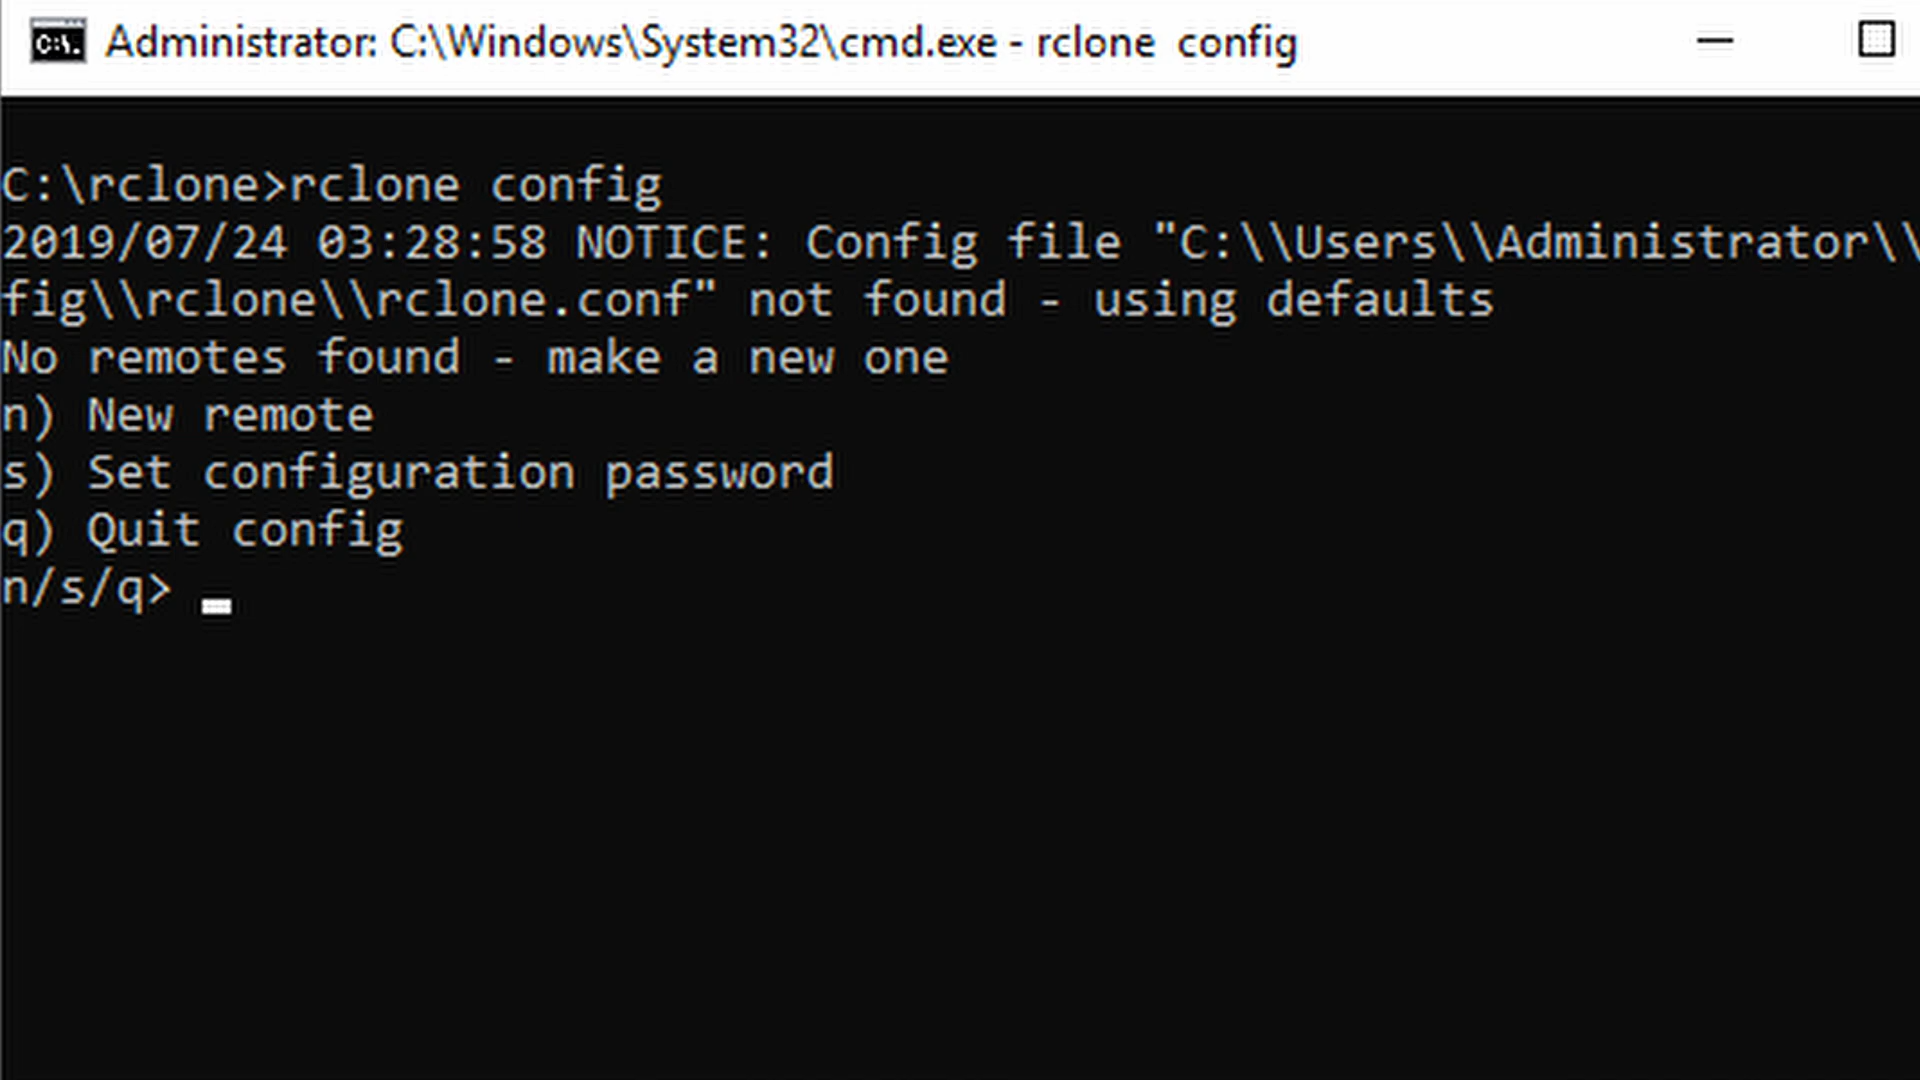 C:\. Administrator: C:\Windows\System32\cmd.exe - rclone  config
C:\rclone>rclone config
2019/07/24 03:28:58 NOTICE: Config file "C:\\Users\\Administrator\\
fig\\rclone\\rclone.conf" not found - using defaults
No remotes found - make a new one
n) New remote
s) Set configuration password
q) Quit config
n/s/q>